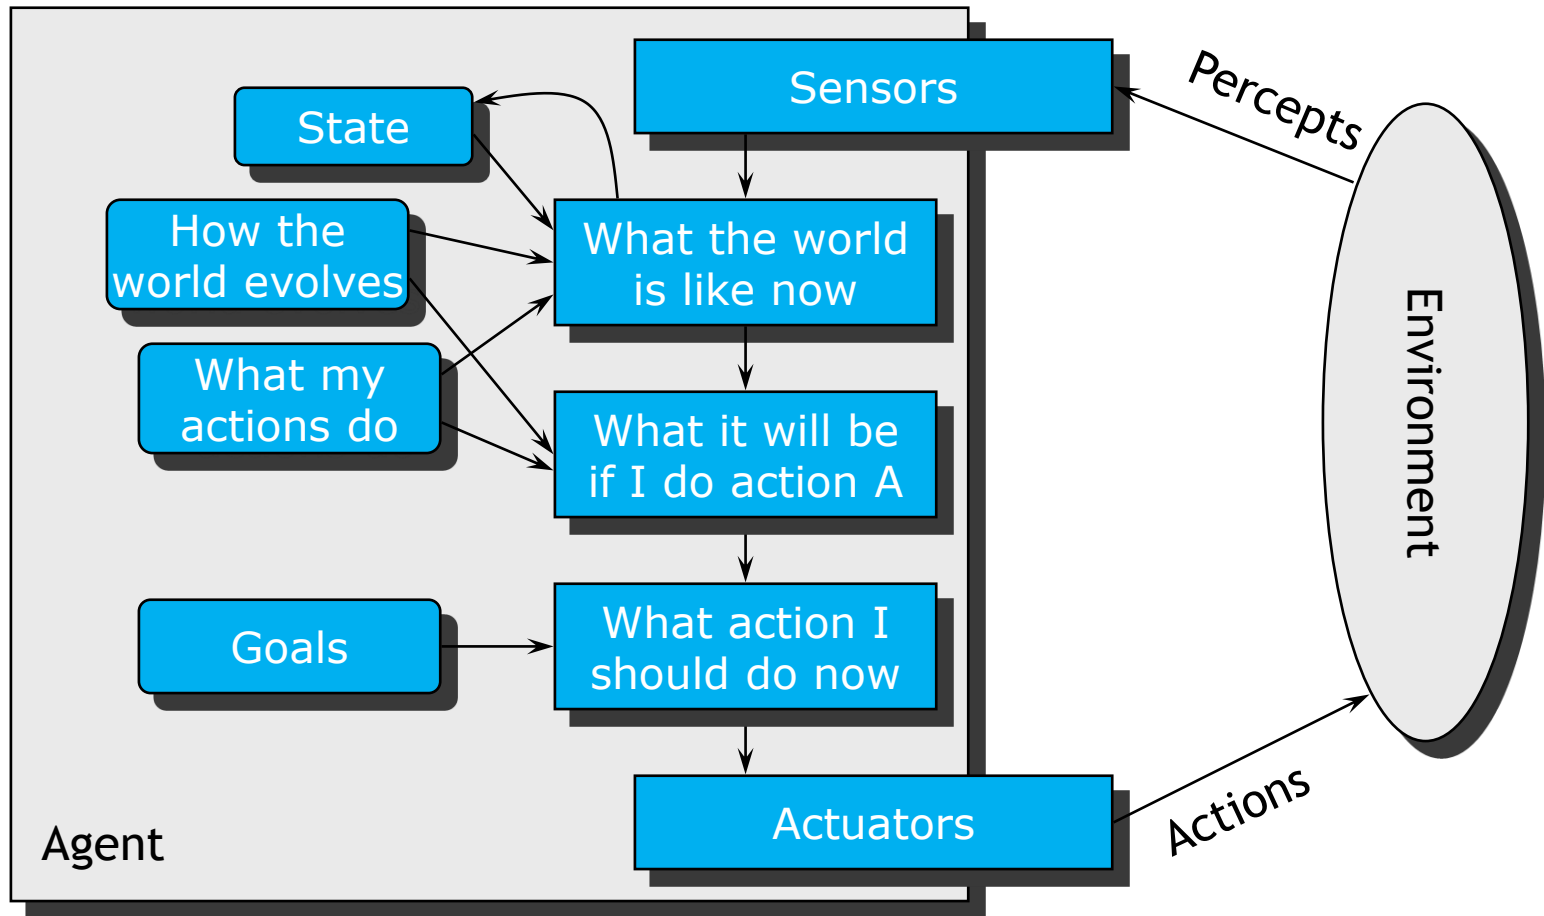 Sensors
Percepts
State
How the
world evolves
What the world
is like now
What my
actions do
What it will be
if I do action A
Environment
Goals
What action I
should do now
Actuators
Actions
Agent